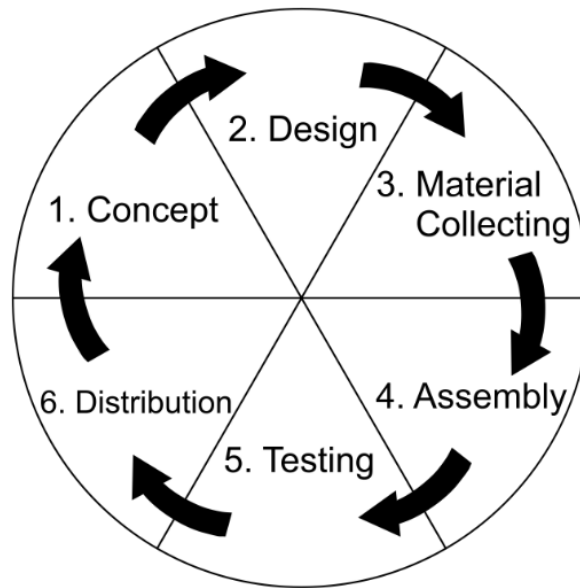 1. Concept
2. Design
3. Material
Collecting
4. Assembly
5. Testing
6. Distribution